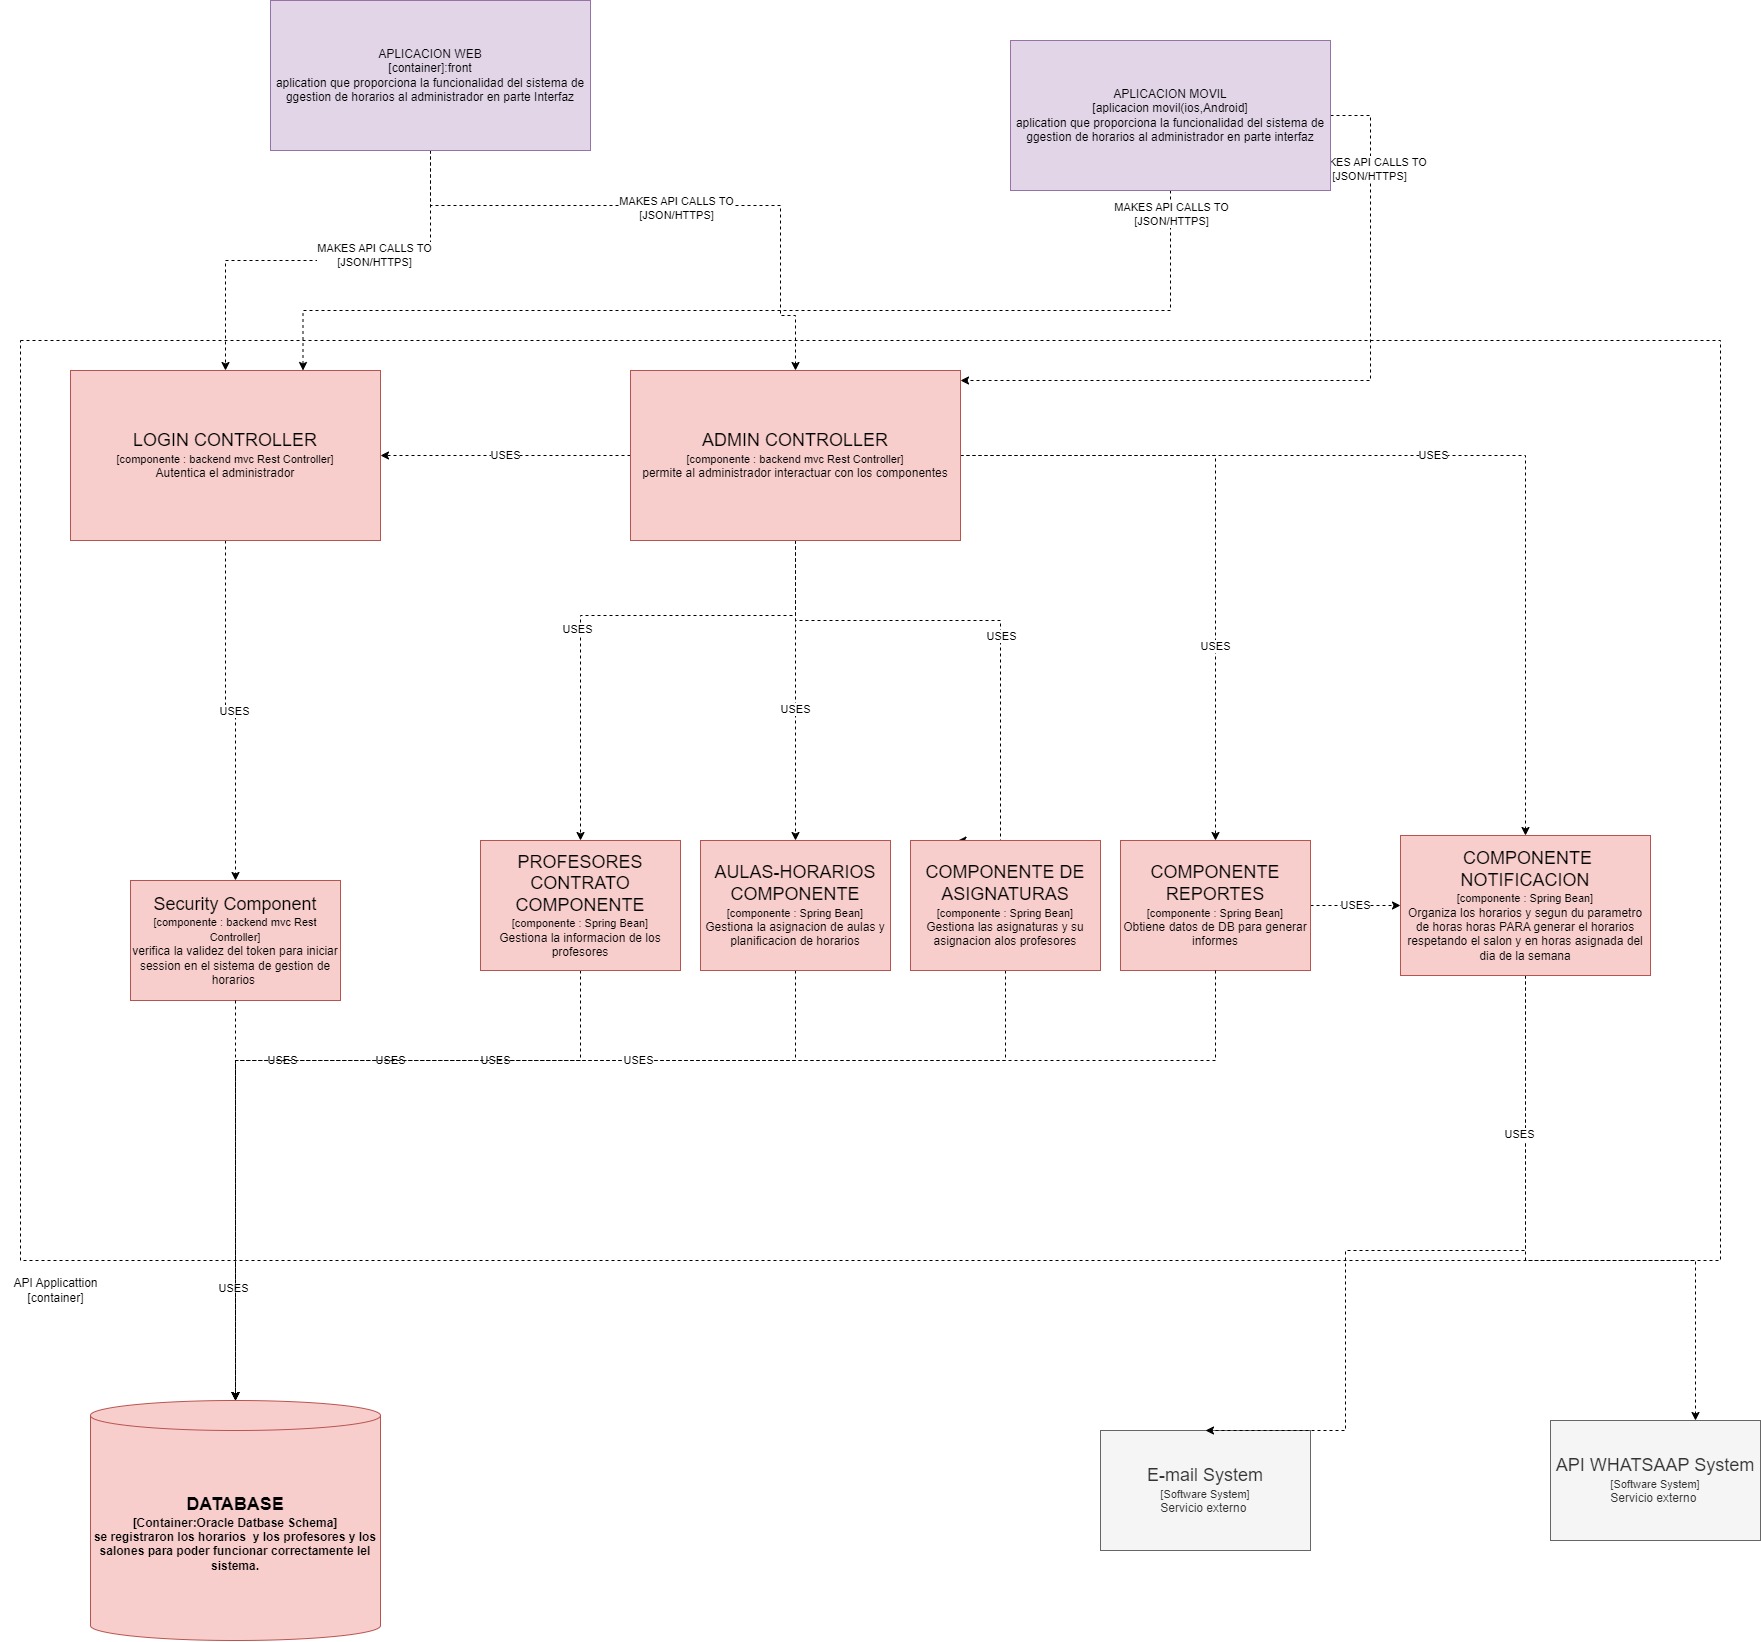 APLICACION WEB
[container]:front
aplication que proporciona la funcionalidad del sistema de
ggestion de horarios al administrador en parte Interfaz
APLICACION MOVIL
[aplicacion movil(ios,Android]
aplication que proporciona la funcionalidad del sistema de
ggestion de horarios al administrador en parte interfaz
KES API CALLS TO
[JSON/HTTPS]
MAKES API CALLS TO
[JSON/HTTPS]
MAKES API CALLS TO
[JSON/HTTPS]
MAKES API CALLS TO
[JSON/HTTPS]
LOGIN CONTROLLER
[componente : backend mvc Rest Controller]
Autentica el administrador
USES
ADMIN CONTROLLER
[componente : backend mvc Rest Controller]
permite al administrador interactuar con los componentes
USES
USES
USES
USES
USES
USES
Security Component
[componente : backend mvc Rest
Controller]
verifica la validez del token para iniciar
session en el sistema de gestion de
horarios
PROFESORES
CONTRATO
COMPONENTE
[componente : Spring Bean]
Gestiona la informacion de los
profesores
AULAS-HORARIOS
COMPONENTE
[componente : Spring Bean]
Gestiona la asignacion de aulas y
planificacion de horarios
COMPONENTE DE
ASIGNATURAS
[componente : Spring Bean]
Gestiona las asignaturas y su
asignacion alos profesores
COMPONENTE
REPORTES
[componente : Spring Bean]
Obtiene datos de DB para generar
informes
USES
COMPONENTE
NOTIFICACION
[componente : Spring Bean]
Organiza los horarios y segun du parametro
de horas horas PARA generar el horarios
respetando el salon y en horas asignada del
dia de la semana
USES
USES
USES
USES
USES
API Applicattion
[container]
USES
DATABASE
[Container:Oracle Datbase Schema]
se registraron los horarios y los profesores y los
salones para poder funcionar correctamente lel
sistema.
E-mail System
[Software System]
Servicio externo
API WHATSAAP System
[Software System]
Servicio externo